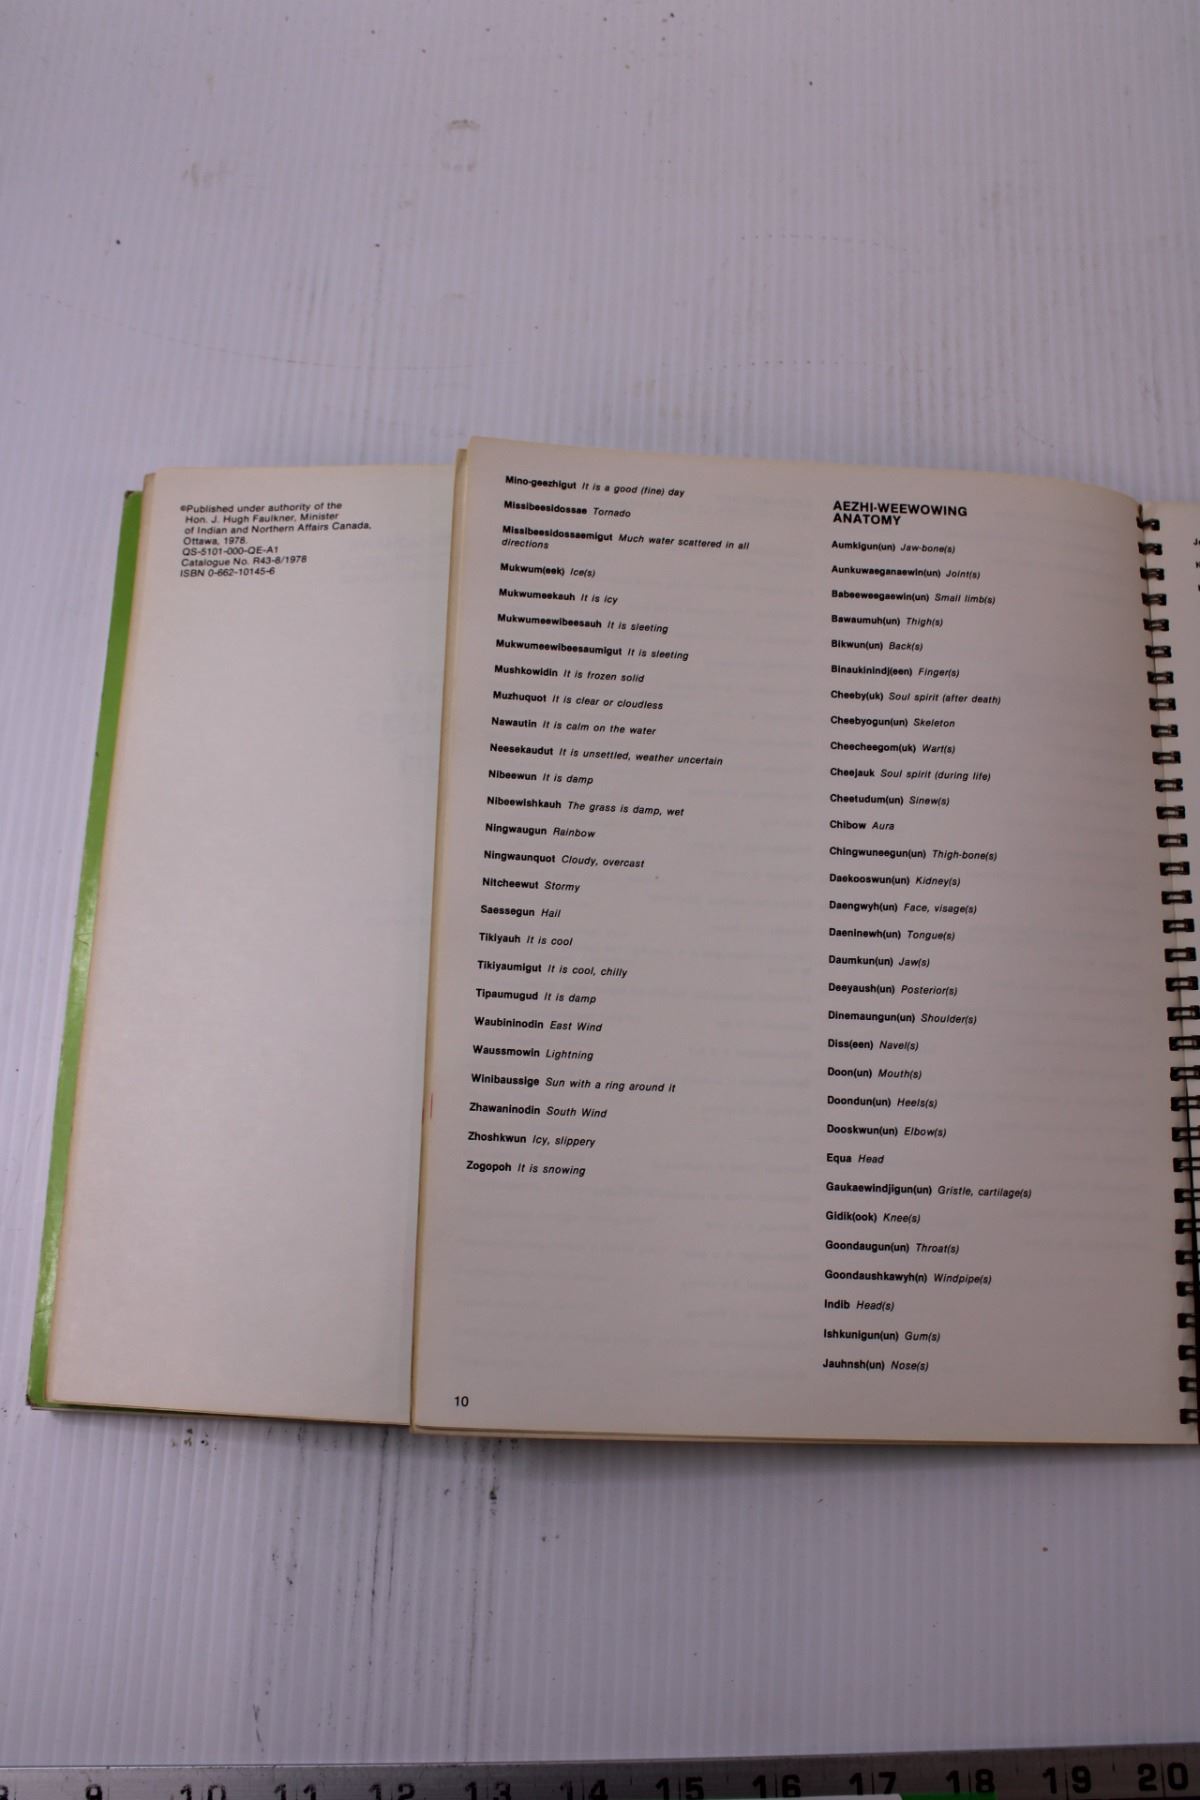 ©Published under authority of the
Hon. J. Hugh Faulkner, Minister
of Indian and Northern Affairs Canada,
Ottawa, 1978.
QS-5101-000-QE-A1
Catalogue No. R43-8/1978
ISBN 0-662-10145-6
Mino-geezhigut It is a good (fine) day
Missibeesidossae Tornado
Missibeesidossaemigut Much water scattered in all
directions
Mukwum(eek) Ice(s)
Mukwumeekauh It is icy
Mukwumeewibeesauh It is sleeting
Mukwumeewibeesaumigut It is sleeting
Mushkowidin It is frozen solid
Muzhuquot It is clear or cloudless
Nawautin It is calm on the water
Neesekaudut It is unsettled, weather uncertain
Nibeewun It is damp
Nibeewishkauh The grass is damp, wet
Ningwaugun Rainbow
Ningwaunquot Cloudy, overcast
Nitcheewut Stormy
Saessegun Hail
Tikiyauh It is cool
Tikiyaumigut It is cool, chilly
Tipaumugud It is damp
Waubininodin East Wind
Waussmowin Lightning
Winibaussige Sun with a ring around it
Zhawaninodin South Wind
Zhoshkwun Icy, slippery
Zogopoh It is snowing
10
AEZHI-WEEWOWING
ANATOMY
Aumkigun(un) Jaw-bone(s)
Aunkuwaeganaewin(un) Joint(s)
Babeeweegaewin(un) Small limb(s)
Bawaumuh(un) Thigh(s)
Bikwun(un) Back(s)
Binaukinindj(een) Finger(s)
Cheeby(uk) Soul spirit (after death)
Cheebyogun(un) Skeleton
Cheecheegom(uk) Wart(s)
Cheejauk Soul spirit (during life)
Cheetudum(un) Sinew(s)
Chibow Aura
Chingwuneegun(un) Thigh-bone(s)
Daekooswun(un) Kidney(s)
Daengwyh(un) Face, visage(s)
Daeninewh(un) Tongue(s)
Daumkun(un) Jaw(s)
Deeyaush(un) Posterior(s)
Dinemaungun(un) Shoulder(s)
Diss(een) Navel(s)
Doon(un) Mouth(s)
Doondun(un) Heels(s)
Dooskwun(un) Elbow(s)
Equa Head
Gaukaewindjigun(un) Gristle, cartilage(s)
Gidik(ook) Knee(s)
Goondaugun(un) Throat(s)
Goondaushkawyh(n) Windpipe(s)
Indib Head(s)
Ishkunigun(un) Gum(s)
Jauhnsh(un) Nose(s)
9 10 11 12 13 14 15 16 17 18 19 20